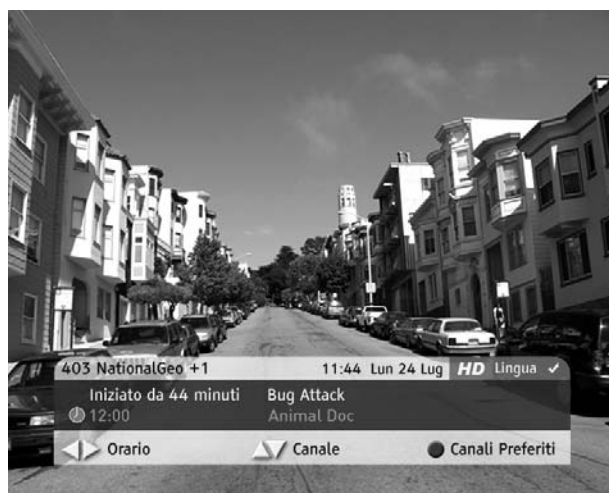 403 NationalGeo +1 11:44 Lun 24 Lug HD Lingua ✓
Iniziato da 44 minuti Bug Attack
12:00 Animal Doc
Orario Canale Canali Preferiti